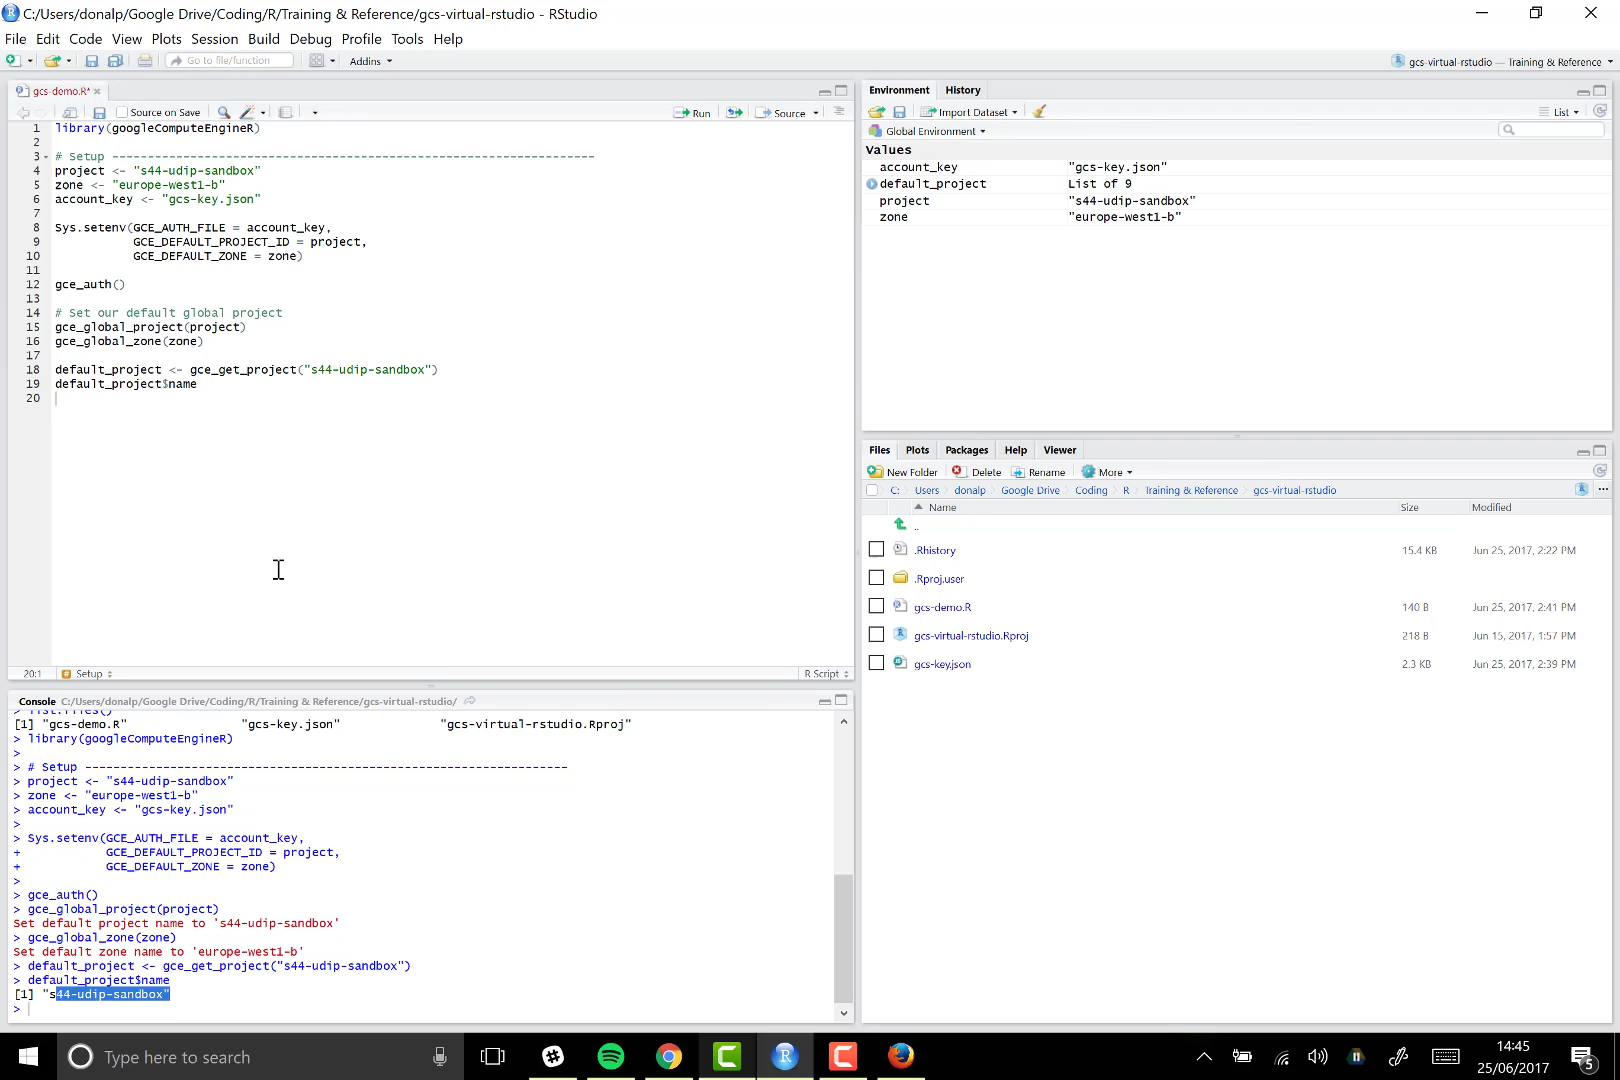 C:/Users/donalp/Google Drive/Coding/R/Training & Reference/gcs-virtual-rstudio - RStudio
File Edit Code View Plots Session Build Debug Profile Tools Help
Go to file/function Addins gcs-virtual-rstudio — Training & Reference
gcs-demo.R*
Source on Save Run Source
1 library(googleComputeEngineR)
2
3 # Setup --------------------------------------------------------------------
4 project <- "s44-udip-sandbox"
5 zone <- "europe-west1-b"
6 account_key <- "gcs-key.json"
7
8 Sys.setenv(GCE_AUTH_FILE = account_key,
9 GCE_DEFAULT_PROJECT_ID = project,
10 GCE_DEFAULT_ZONE = zone)
11
12 gce_auth()
13
14 # Set our default global project
15 gce_global_project(project)
16 gce_global_zone(zone)
17
18 default_project <- gce_get_project("s44-udip-sandbox")
19 default_project$name
20
20:1 # Setup R Script
Console C:/Users/donalp/Google Drive/Coding/R/Training & Reference/gcs-virtual-rstudio/
> list.files()
[1] "gcs-demo.R" "gcs-key.json" "gcs-virtual-rstudio.Rproj"
> library(googleComputeEngineR)
>
> # Setup --------------------------------------------------------------------
> project <- "s44-udip-sandbox"
> zone <- "europe-west1-b"
> account_key <- "gcs-key.json"
>
> Sys.setenv(GCE_AUTH_FILE = account_key,
+ GCE_DEFAULT_PROJECT_ID = project,
+ GCE_DEFAULT_ZONE = zone)
>
> gce_auth()
> gce_global_project(project)
Set default project name to 's44-udip-sandbox'
> gce_global_zone(zone)
Set default zone name to 'europe-west1-b'
> default_project <- gce_get_project("s44-udip-sandbox")
> default_project$name
[1] "s44-udip-sandbox"
>
Environment History
Import Dataset List
Global Environment
Values
account_key "gcs-key.json"
default_project List of 9
project "s44-udip-sandbox"
zone "europe-west1-b"
Files Plots Packages Help Viewer
New Folder Delete Rename More
C: Users donalp Google Drive Coding R Training & Reference gcs-virtual-rstudio ...
Name Size Modified
..
.Rhistory 15.4 KB Jun 25, 2017, 2:22 PM
.Rproj.user
gcs-demo.R 140 B Jun 25, 2017, 2:41 PM
gcs-virtual-rstudio.Rproj 218 B Jun 15, 2017, 1:57 PM
gcs-key.json 2.3 KB Jun 25, 2017, 2:39 PM
Type here to search
14:45
25/06/2017
5